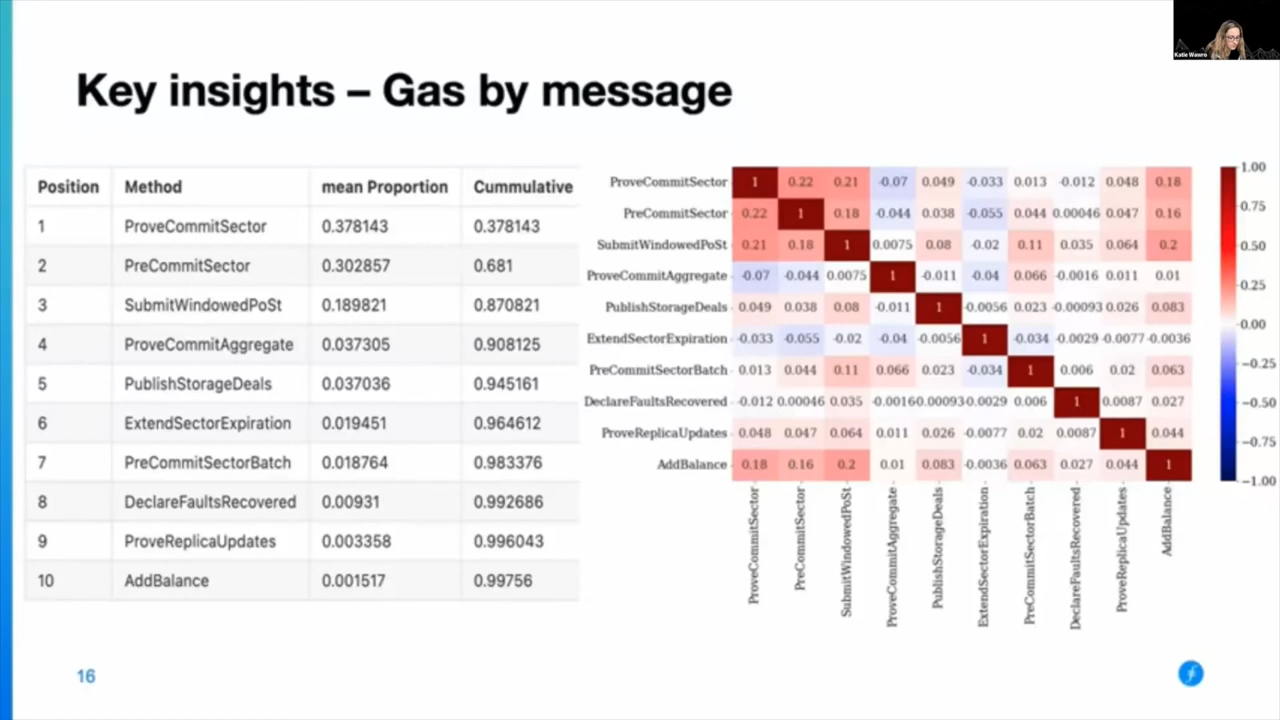 Katie Wawro
Key insights – Gas by message
Position Method mean Proportion Cummulative
1 ProveCommitSector 0.378143 0.378143
2 PreCommitSector 0.302857 0.681
3 SubmitWindowedPoSt 0.189821 0.870821
4 ProveCommitAggregate 0.037305 0.908125
5 PublishStorageDeals 0.037036 0.945161
6 ExtendSectorExpiration 0.019451 0.964612
7 PreCommitSectorBatch 0.018764 0.983376
8 DeclareFaultsRecovered 0.00931 0.992686
9 ProveReplicaUpdates 0.003358 0.996043
10 AddBalance 0.001517 0.99756
ProveCommitSector 1 0.22 0.21 -0.07 0.049 -0.033 0.013 -0.012 0.048 0.18
PreCommitSector 0.22 1 0.18 -0.044 0.038 -0.055 0.044 0.00046 0.047 0.16
SubmitWindowedPoSt 0.21 0.18 1 0.0075 0.08 -0.02 0.11 0.035 0.064 0.2
ProveCommitAggregate -0.07 -0.044 0.0075 1 -0.011 -0.04 0.066 -0.0016 0.011 0.01
PublishStorageDeals 0.049 0.038 0.08 -0.011 1 -0.0056 0.023 -0.00093 0.026 0.083
ExtendSectorExpiration -0.033 -0.055 -0.02 -0.04 -0.0056 1 -0.034 -0.0029 -0.0077 -0.0036
PreCommitSectorBatch 0.013 0.044 0.11 0.066 0.023 -0.034 1 0.006 0.02 0.063
DeclareFaultsRecovered -0.012 0.00046 0.035 -0.0016 0.00093 0.0029 0.006 1 0.0087 0.027
ProveReplicaUpdates 0.048 0.047 0.064 0.011 0.026 -0.0077 0.02 0.0087 1 0.044
AddBalance 0.18 0.16 0.2 0.01 0.083 -0.0036 0.063 0.027 0.044 1
ProveCommitSector
PreCommitSector
SubmitWindowedPoSt
ProveCommitAggregate
PublishStorageDeals
ExtendSectorExpiration
PreCommitSectorBatch
DeclareFaultsRecovered
ProveReplicaUpdates
AddBalance
1.00
0.75
0.50
0.25
0.00
−0.25
−0.50
−0.75
−1.00
16